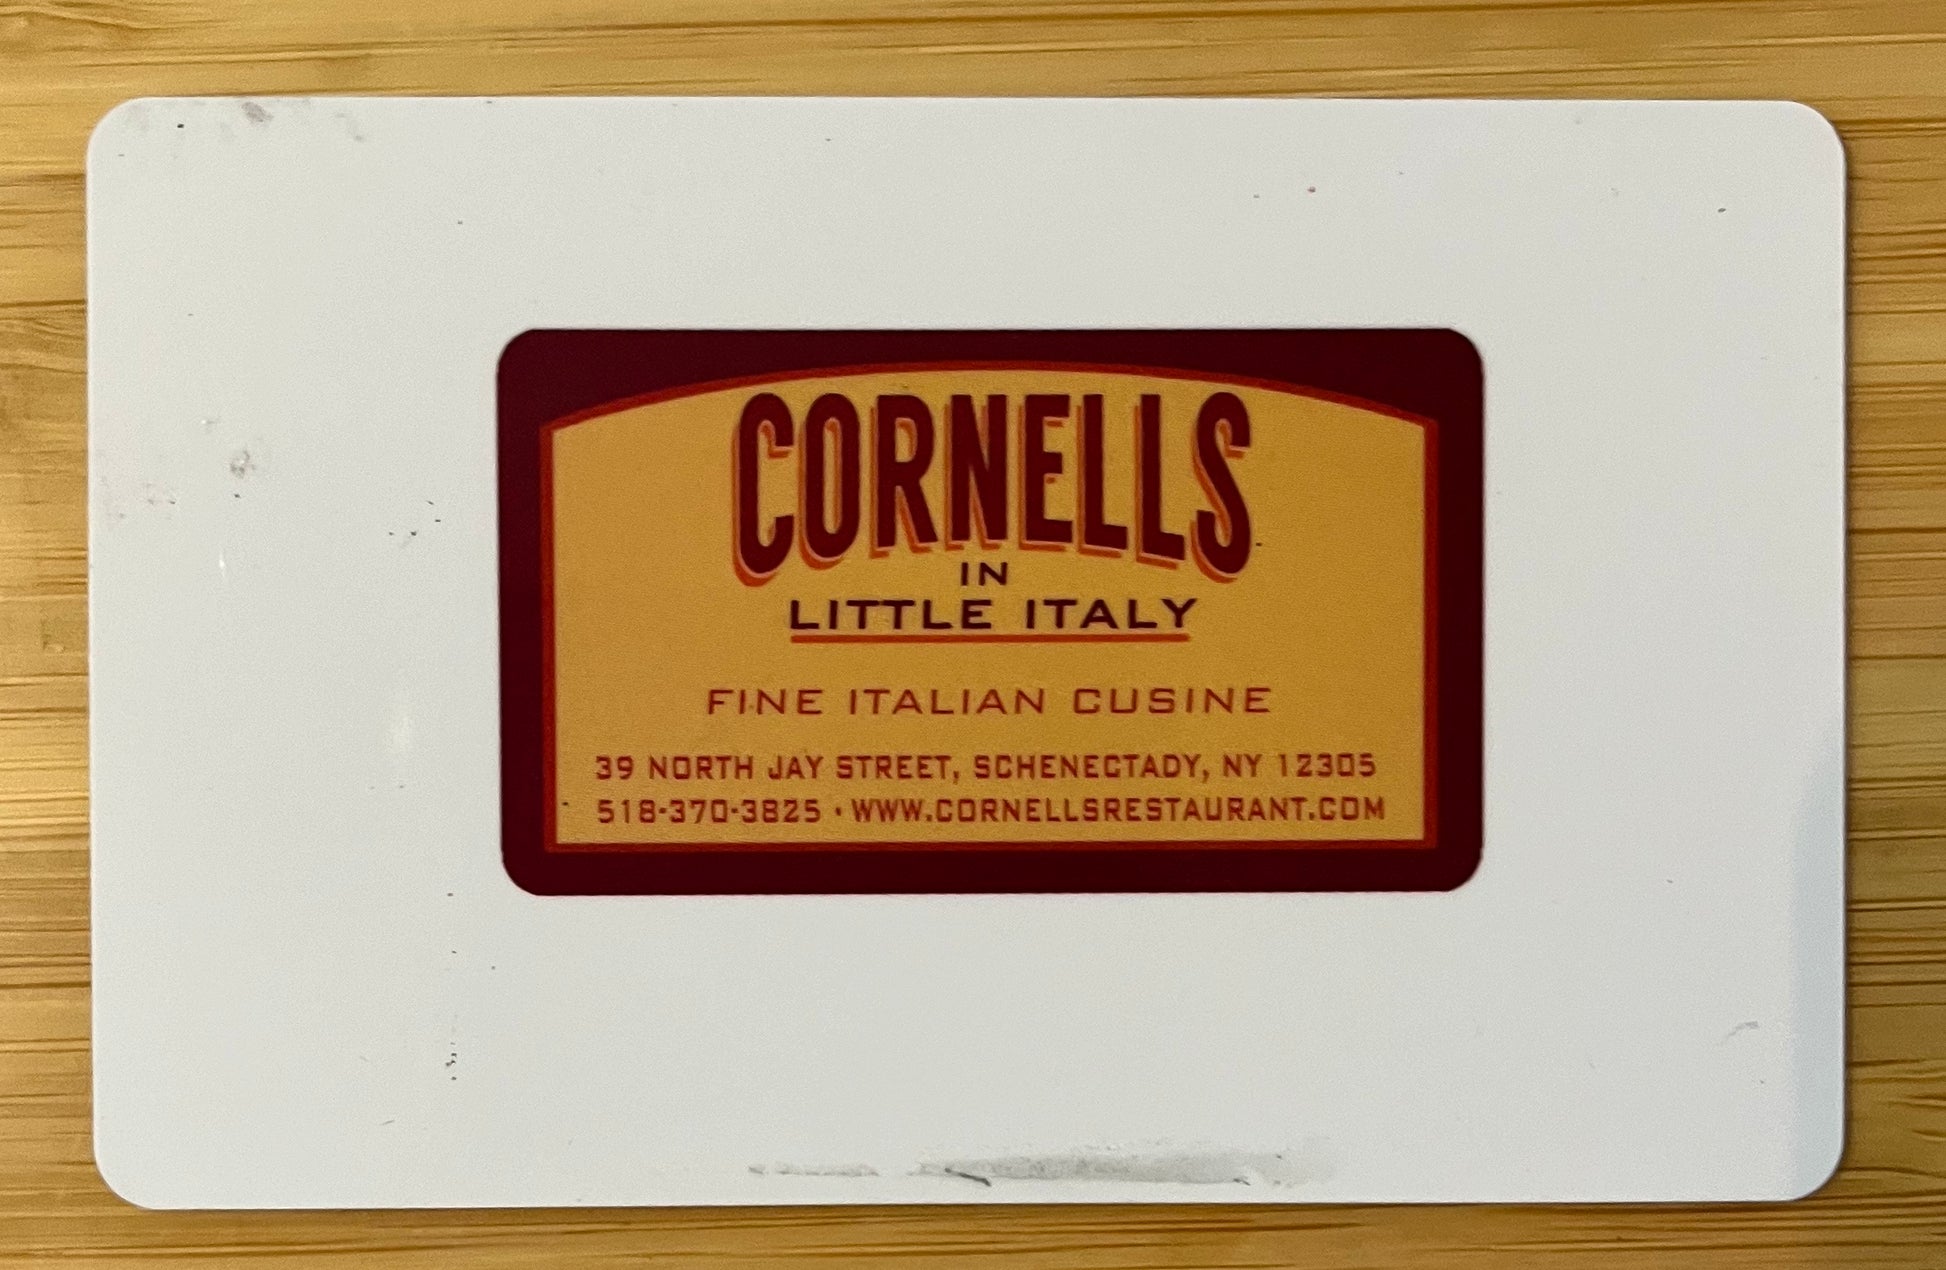 CORNELLS
IN
LITTLE ITALY
FINE ITALIAN CUSINE
39 NORTH JAY STREET, SCHENECTADY, NY 12305
518-370-3825 • WWW.CORNELLSRESTAURANT.COM